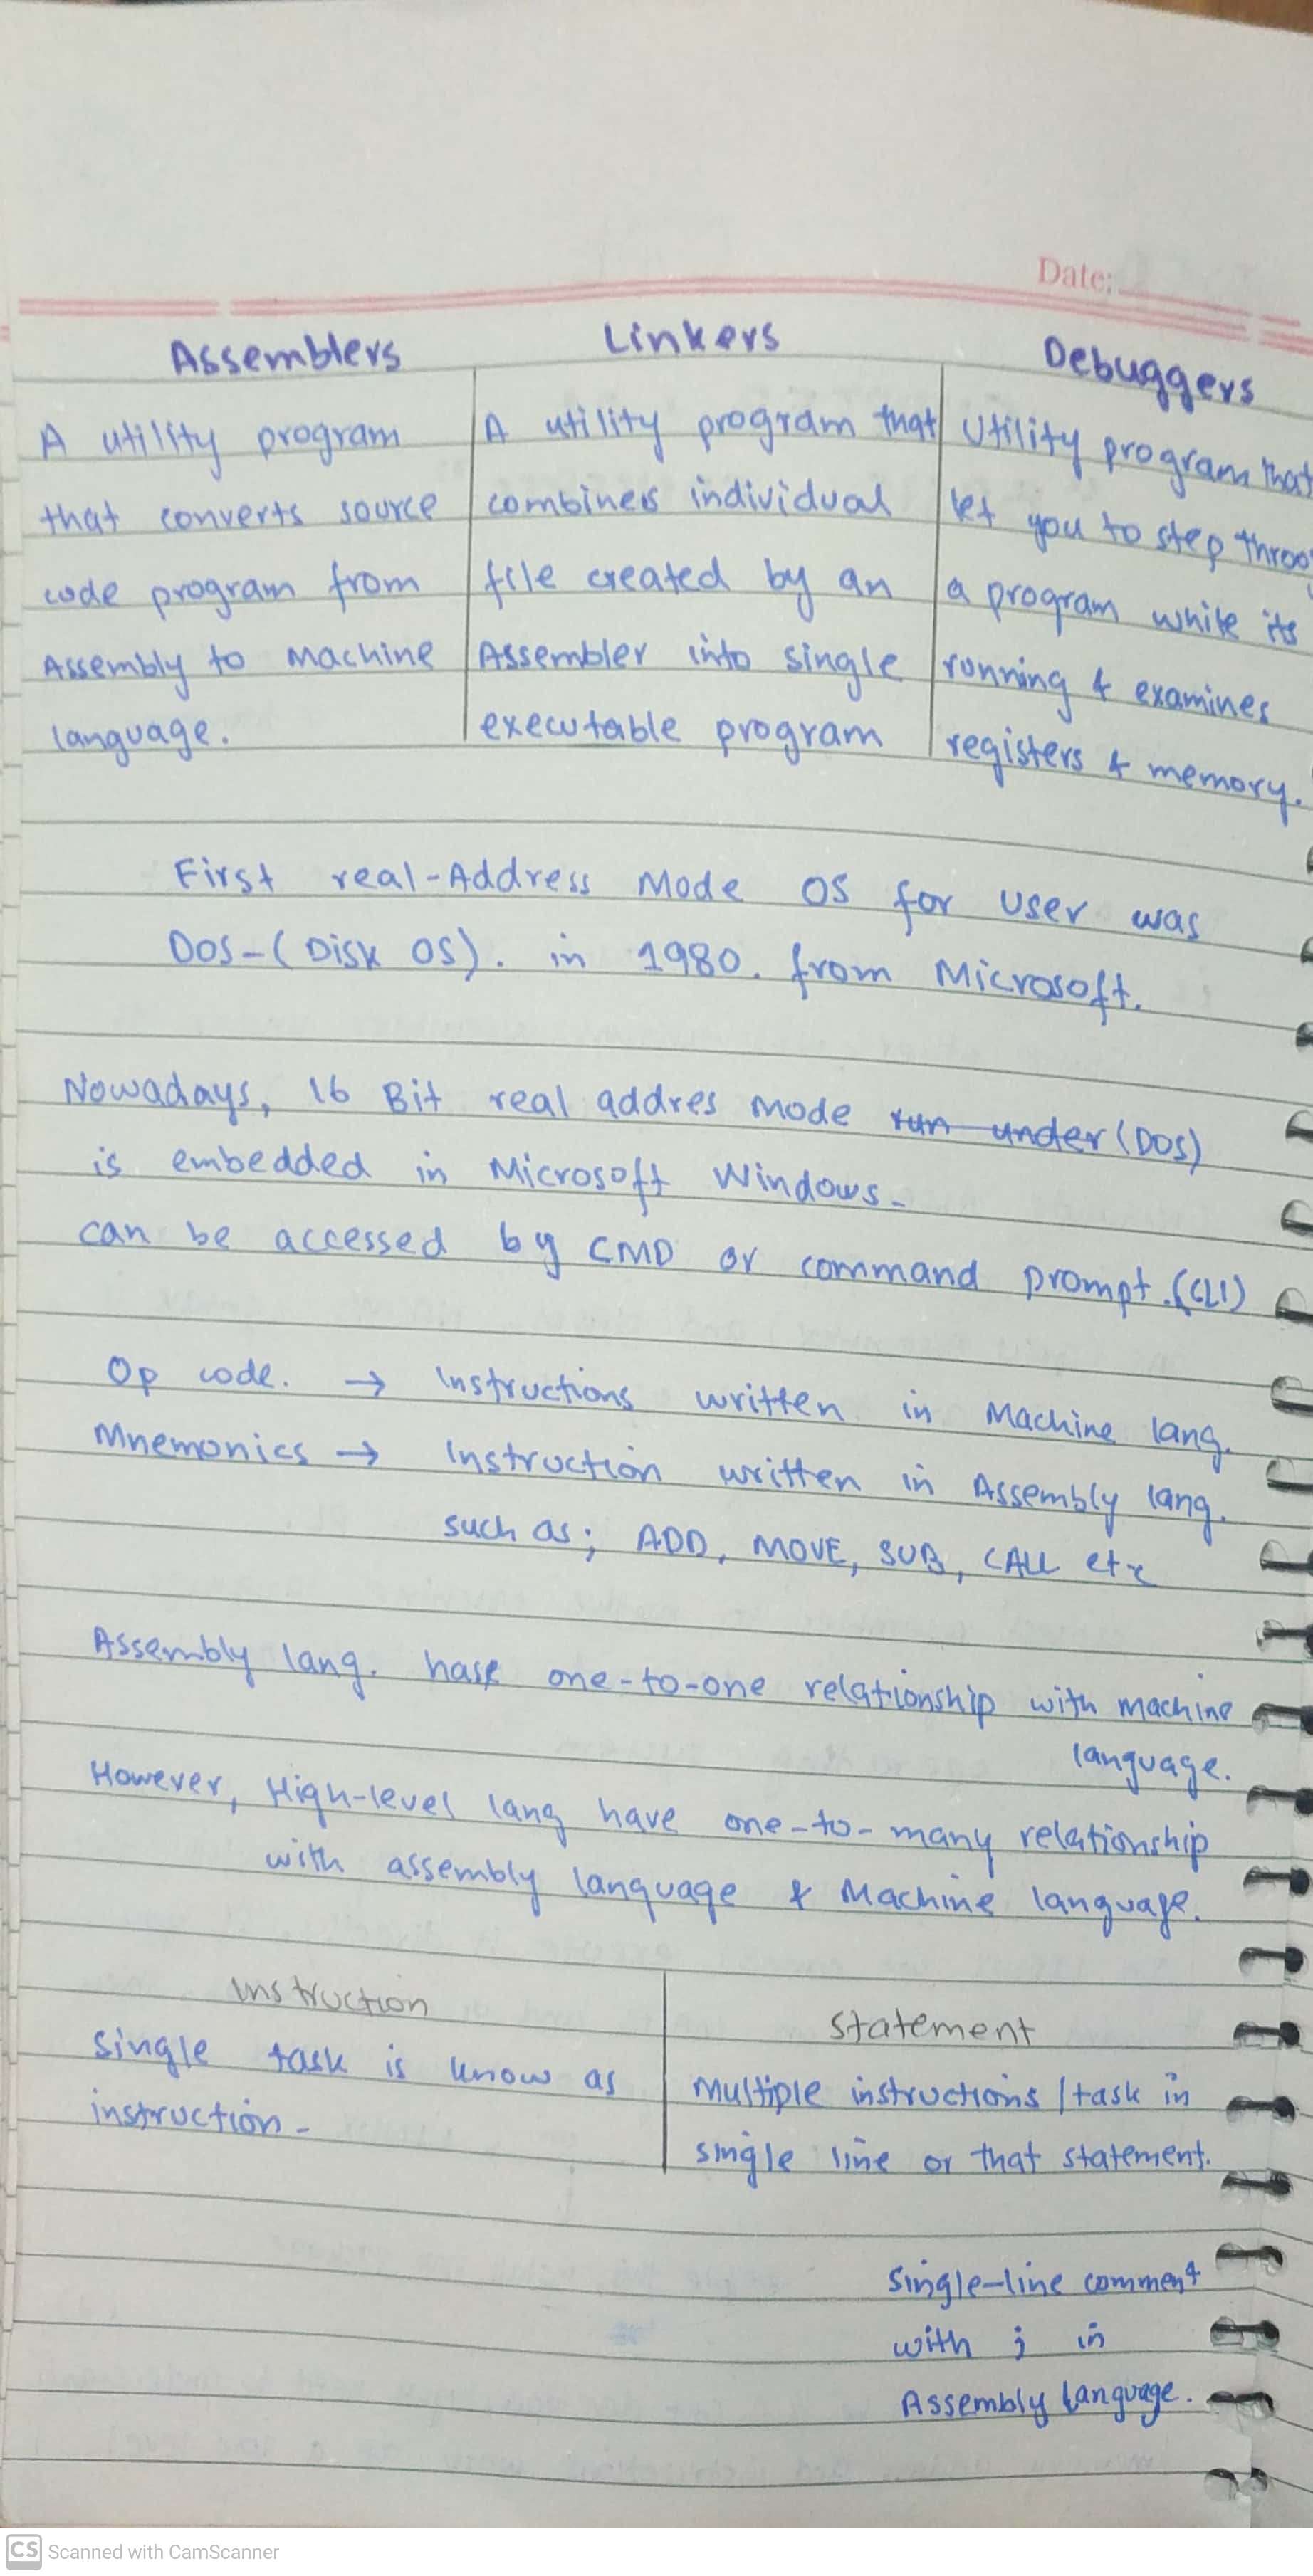 Date:
Assemblers
A utility program
that converts source
code program from
Assembly to machine
language.
Linkers
A utility program that
combines individual
file created by an
Assembler into single
executable program
Debuggers
Utility program that
let you to step throo
a program while its
running & examines
registers & memory.
First real-Address Mode OS for user was
DOS-(Disk OS). in 1980. from Microsoft.
Nowadays, 16 Bit real addres mode run under (DOS)
is embedded in Microsoft Windows-
can be accessed by CMD or command prompt.(CLI)
Op code. → Instructions written in Machine lang.
Mnemonics → Instruction written in Assembly lang.
such as; ADD, MOVE, SUB, CALL etc
Assembly lang. hase one-to-one relationship with machine
language.
However, High-level lang have one-to-many relationship
with assembly language & Machine language.
Instruction
Single task is know as
instruction-
Statement
Multiple instructions / task in
single line or that statement.
Single-line comment
with ; in
Assembly language.
CS Scanned with CamScanner